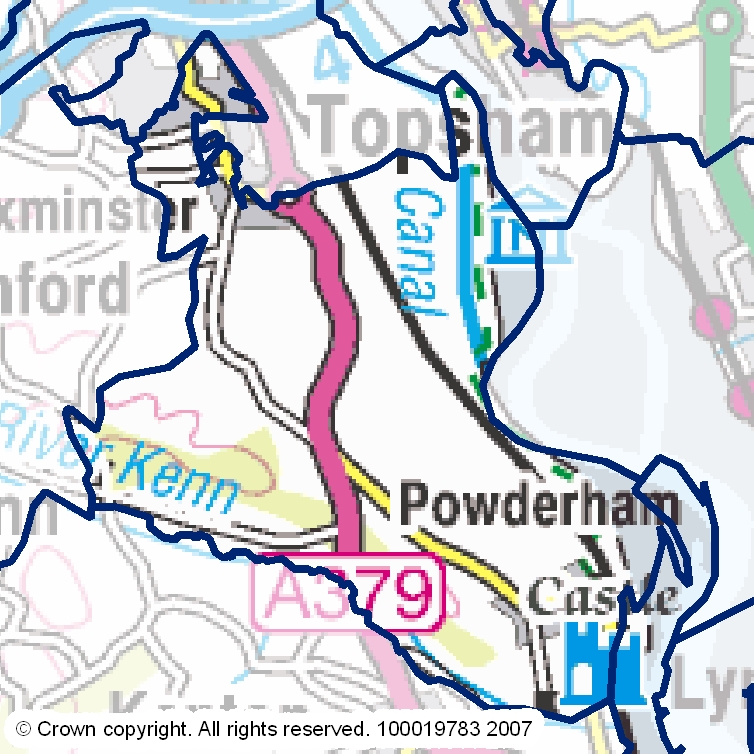 4
Topsham
Canal
xminster
nford
River Kenn
Powderham
nn
A379
Castle
Lyn
Kenton
© Crown copyright. All rights reserved. 100019783 2007